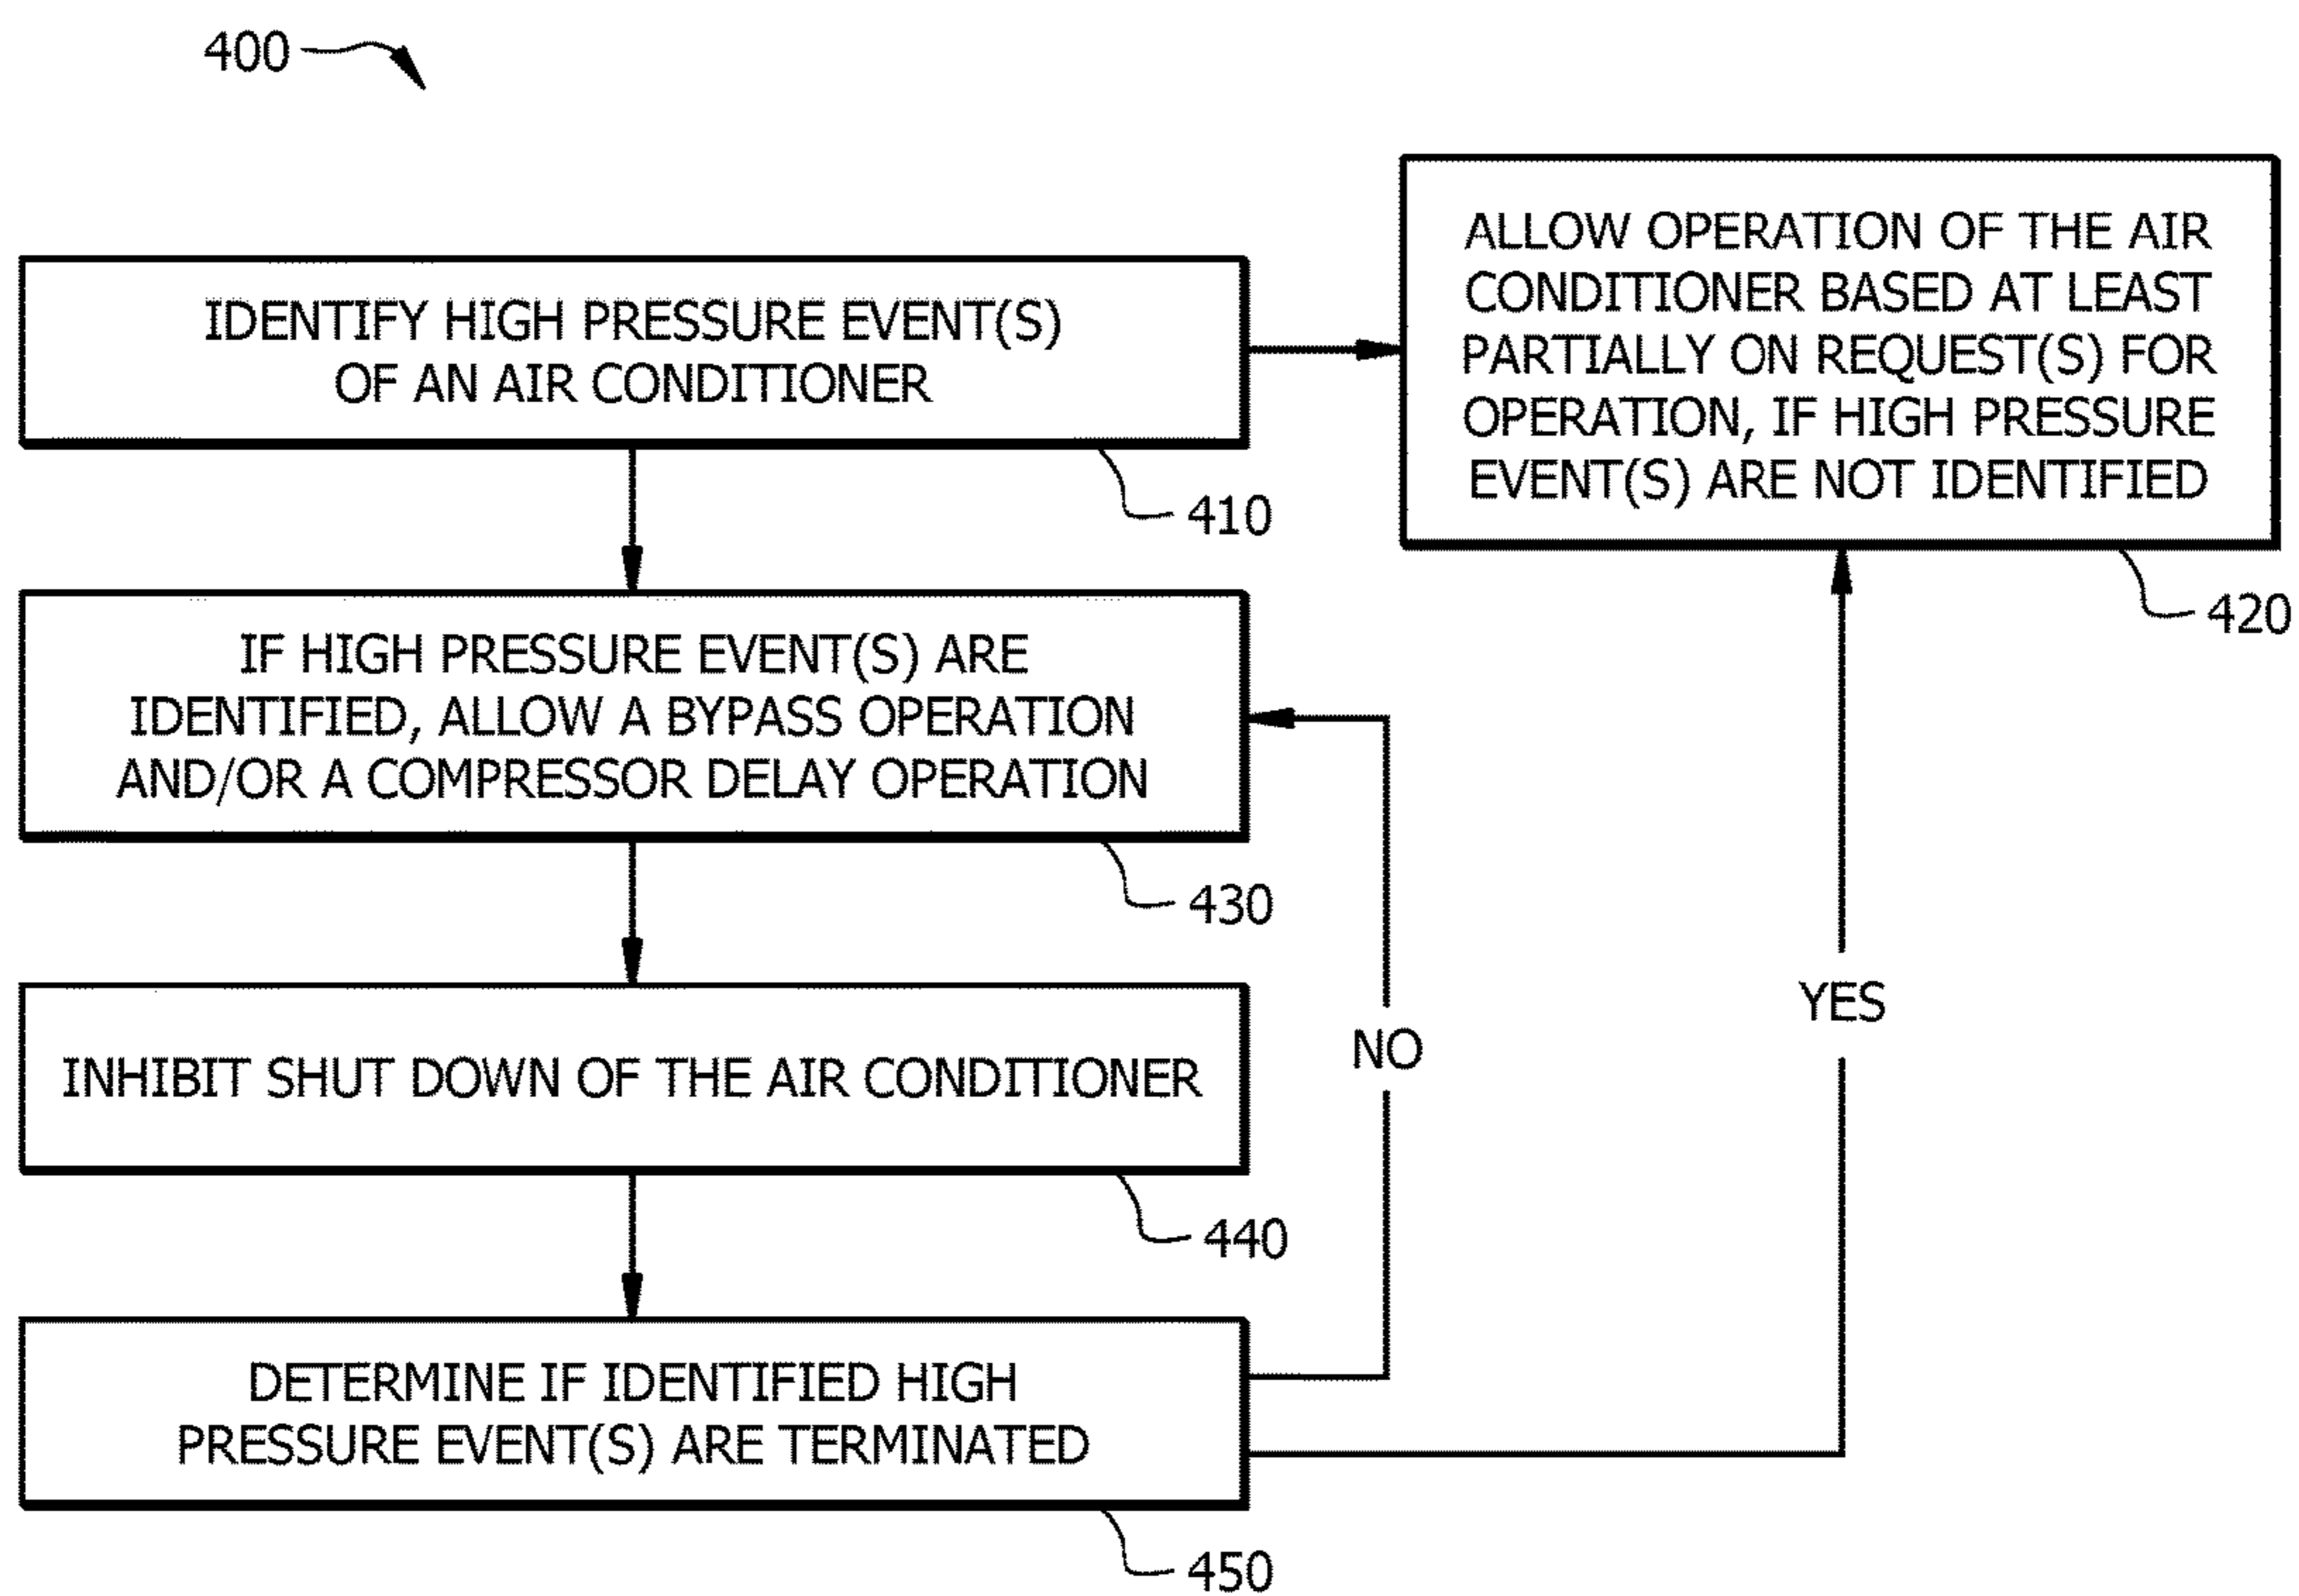 400
IDENTIFY HIGH PRESSURE EVENT(S)
OF AN AIR CONDITIONER
410
ALLOW OPERATION OF THE AIR
CONDITIONER BASED AT LEAST
PARTIALLY ON REQUEST(S) FOR
OPERATION, IF HIGH PRESSURE
EVENT(S) ARE NOT IDENTIFIED
420
IF HIGH PRESSURE EVENT(S) ARE
IDENTIFIED, ALLOW A BYPASS OPERATION
AND/OR A COMPRESSOR DELAY OPERATION
430
INHIBIT SHUT DOWN OF THE AIR CONDITIONER
440
NO
YES
DETERMINE IF IDENTIFIED HIGH
PRESSURE EVENT(S) ARE TERMINATED
450